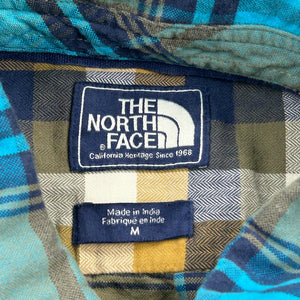 THE
NORTH
FACE
®
California Heritage Since 1968
Made in India
Fabriqué en Inde
M